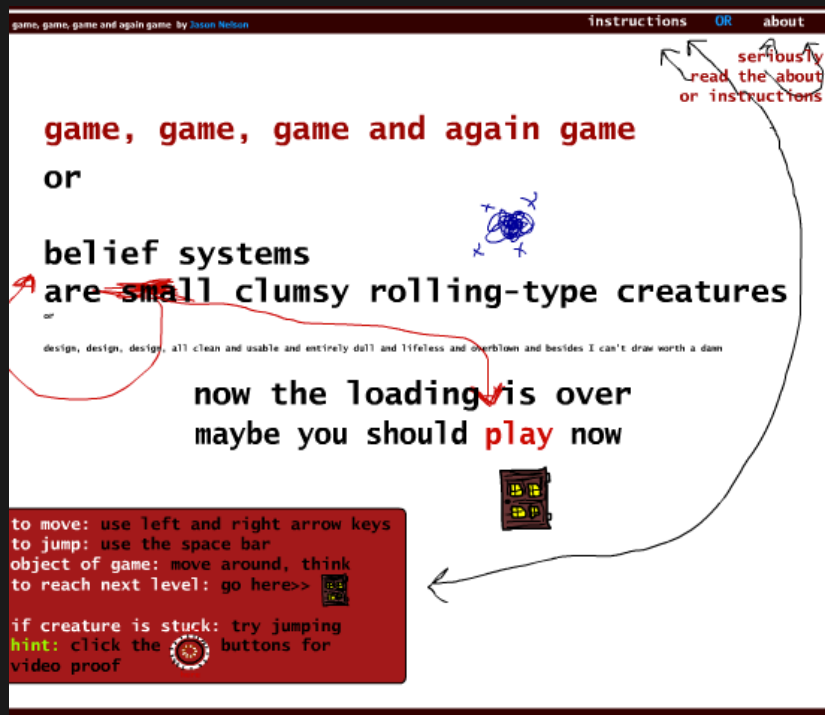 game, game, game and again game by Jason Nelson
instructions OR about
seriously
read the about
or instructions
game, game, game and again game
or
belief systems
are small clumsy rolling-type creatures
or
design, design, design, all clean and usable and entirely dull and lifeless and overblown and besides I can't draw worth a damn
now the loading is over
maybe you should play now
to move: use left and right arrow keys
to jump: use the space bar
object of game: move around, think
to reach next level: go here>>
if creature is stuck: try jumping
hint: click the buttons for
video proof